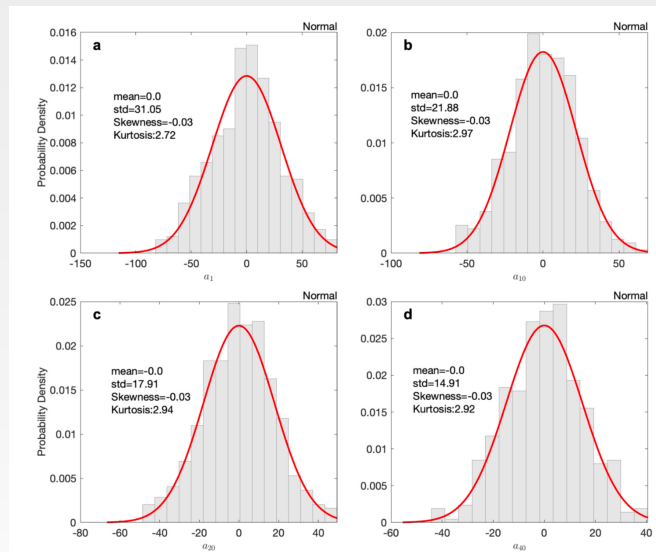 Normal
a
mean=0.0
std=31.05
Skewness=-0.03
Kurtosis:2.72
Probability Density
0.016
0.014
0.012
0.01
0.008
0.006
0.004
0.002
0
-150 -100 -50 0 50
a1
Normal
b
mean=0.0
std=21.88
Skewness=-0.03
Kurtosis:2.97
0.02
0.015
0.01
0.005
0
-100 -50 0 50
a10
Normal
c
mean=-0.0
std=17.91
Skewness=-0.03
Kurtosis:2.94
Probability Density
0.025
0.02
0.015
0.01
0.005
0
-80 -60 -40 -20 0 20 40
a20
Normal
d
mean=-0.0
std=14.91
Skewness=-0.03
Kurtosis:2.92
0.03
0.025
0.02
0.015
0.01
0.005
0
-60 -40 -20 0 20 40
a40